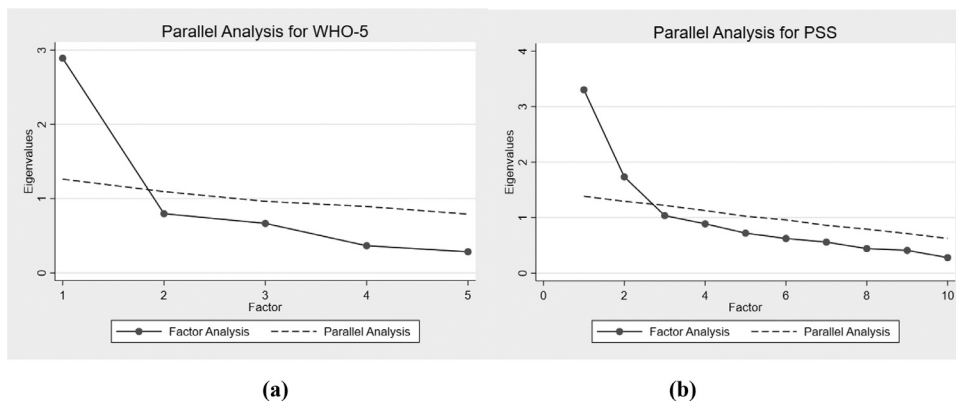 Parallel Analysis for WHO-5
3
2
1
0
Eigenvalues
1 2 3 4 5
Factor
Factor Analysis Parallel Analysis
(a)
Parallel Analysis for PSS
4
3
2
1
0
Eigenvalues
0 2 4 6 8 10
Factor
Factor Analysis Parallel Analysis
(b)